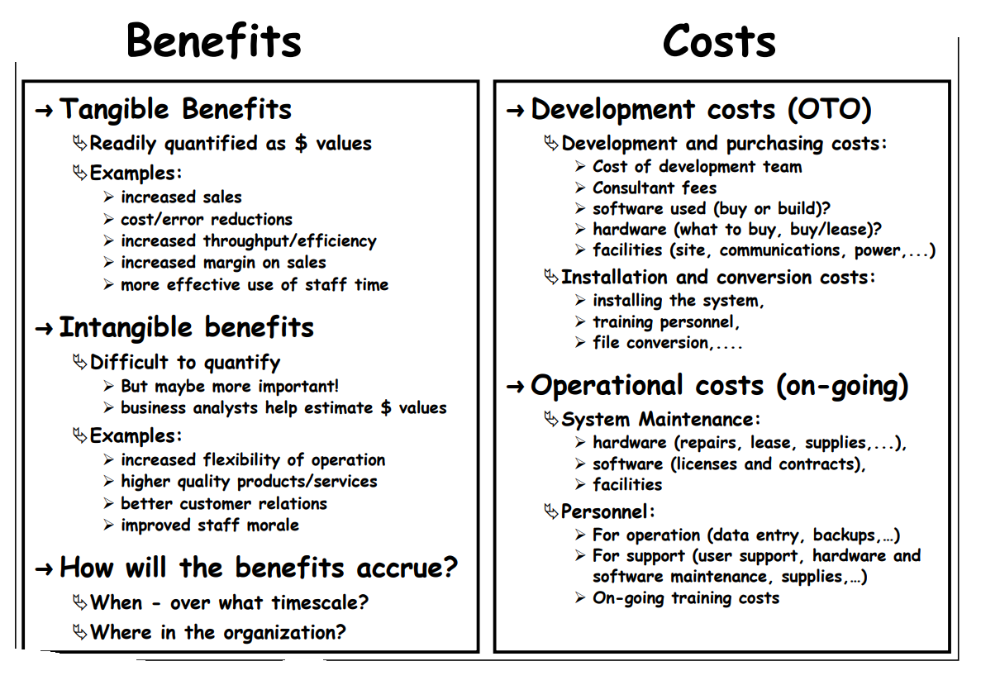 Benefits
→ Tangible Benefits
Readily quantified as $ values
Examples:
➢ increased sales
➢ cost/error reductions
➢ increased throughput/efficiency
➢ increased margin on sales
➢ more effective use of staff time
→ Intangible benefits
Difficult to quantify
➢ But maybe more important!
➢ business analysts help estimate $ values
Examples:
➢ increased flexibility of operation
➢ higher quality products/services
➢ better customer relations
➢ improved staff morale
→ How will the benefits accrue?
When - over what timescale?
Where in the organization?
Costs
→ Development costs (OTO)
Development and purchasing costs:
➢ Cost of development team
➢ Consultant fees
➢ software used (buy or build)?
➢ hardware (what to buy, buy/lease)?
➢ facilities (site, communications, power,...)
Installation and conversion costs:
➢ installing the system,
➢ training personnel,
➢ file conversion,....
→ Operational costs (on-going)
System Maintenance:
➢ hardware (repairs, lease, supplies,...),
➢ software (licenses and contracts),
➢ facilities
Personnel:
➢ For operation (data entry, backups,…)
➢ For support (user support, hardware and
software maintenance, supplies,…)
➢ On-going training costs